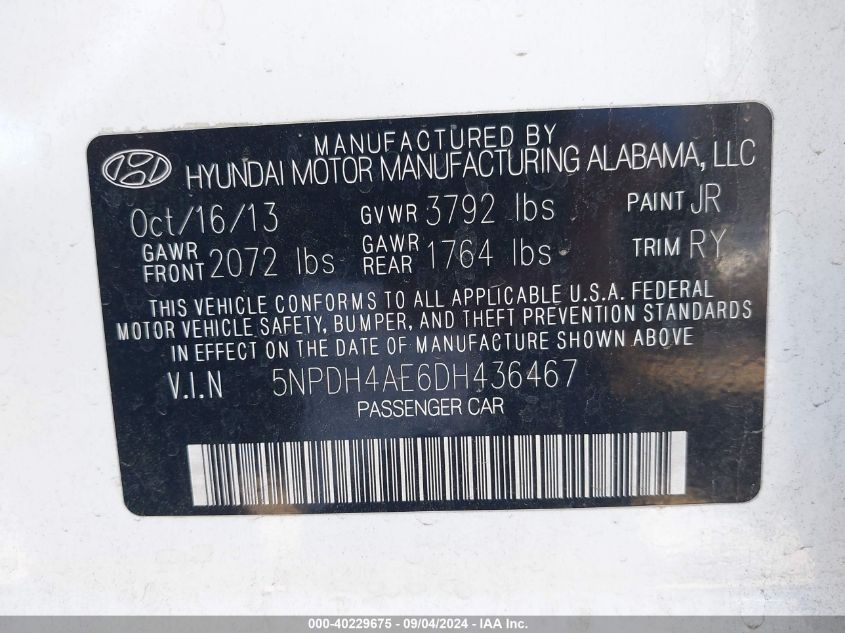 MANUFACTURED BY
HYUNDAI MOTOR MANUFACTURING ALABAMA, LLC
Oct/16/13 GVWR 3792 lbs PAINT JR
GAWR FRONT 2072 lbs GAWR REAR 1764 lbs TRIM RY
THIS VEHICLE CONFORMS TO ALL APPLICABLE U.S.A. FEDERAL
MOTOR VEHICLE SAFETY, BUMPER, AND THEFT PREVENTION STANDARDS
IN EFFECT ON THE DATE OF MANUFACTURE SHOWN ABOVE
V.I.N 5NPDH4AE6DH436467
PASSENGER CAR
000-40229675 - 09/04/2024 - IAA Inc.